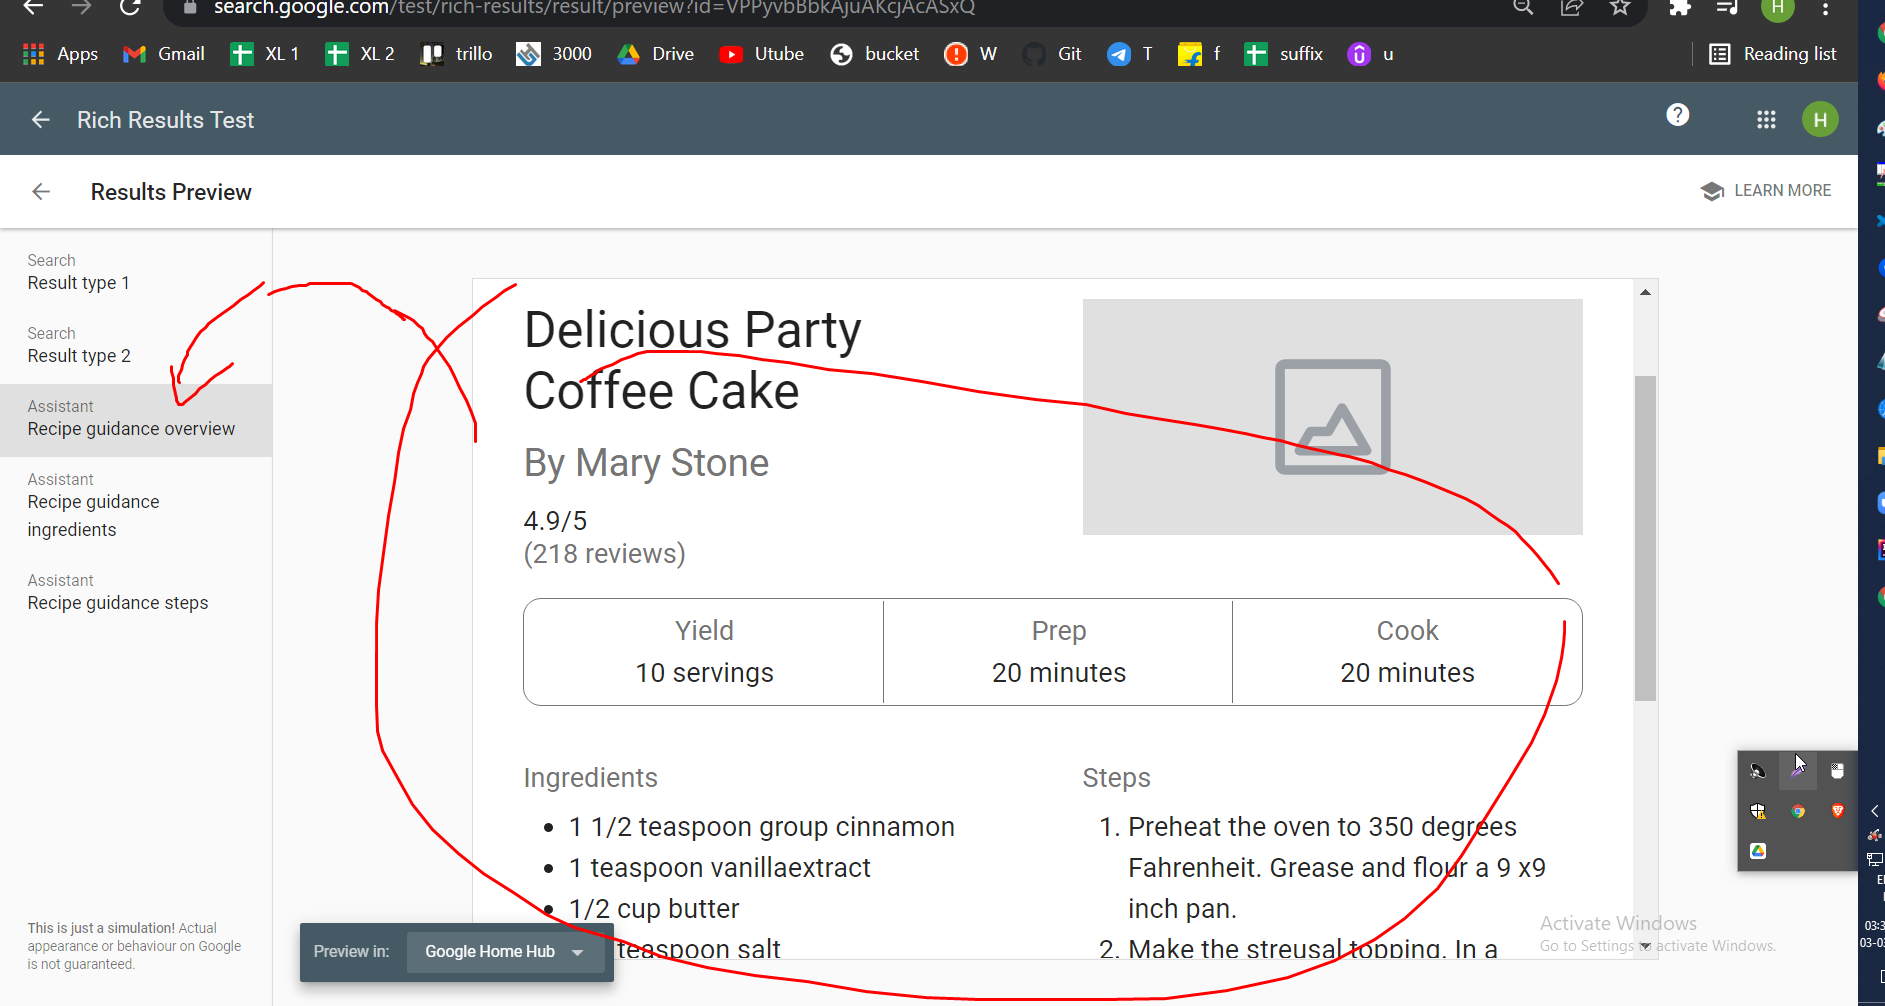 search.google.com/test/rich-results/result/preview?id=VPPyvbBbkAjuAKcjAcASxQ
H
Apps Gmail XL 1 XL 2 trillo 3000 Drive Utube bucket W Git T f suffix u Reading list
Rich Results Test
H
Results Preview
LEARN MORE
Search
Result type 1
Search
Result type 2
Assistant
Recipe guidance overview
Assistant
Recipe guidance
ingredients
Assistant
Recipe guidance steps
This is just a simulation! Actual
appearance or behaviour on Google
is not guaranteed.
Delicious Party
Coffee Cake
By Mary Stone
4.9/5
(218 reviews)
Yield Prep Cook
10 servings 20 minutes 20 minutes
Ingredients
1 1/2 teaspoon group cinnamon
1 teaspoon vanillaextract
1/2 cup butter
teaspoon salt
Steps
1. Preheat the oven to 350 degrees
Fahrenheit. Grease and flour a 9 x9
inch pan.
2. Make the streusal topping. In a
Preview in: Google Home Hub
Activate Windows
Go to Settings to activate Windows.